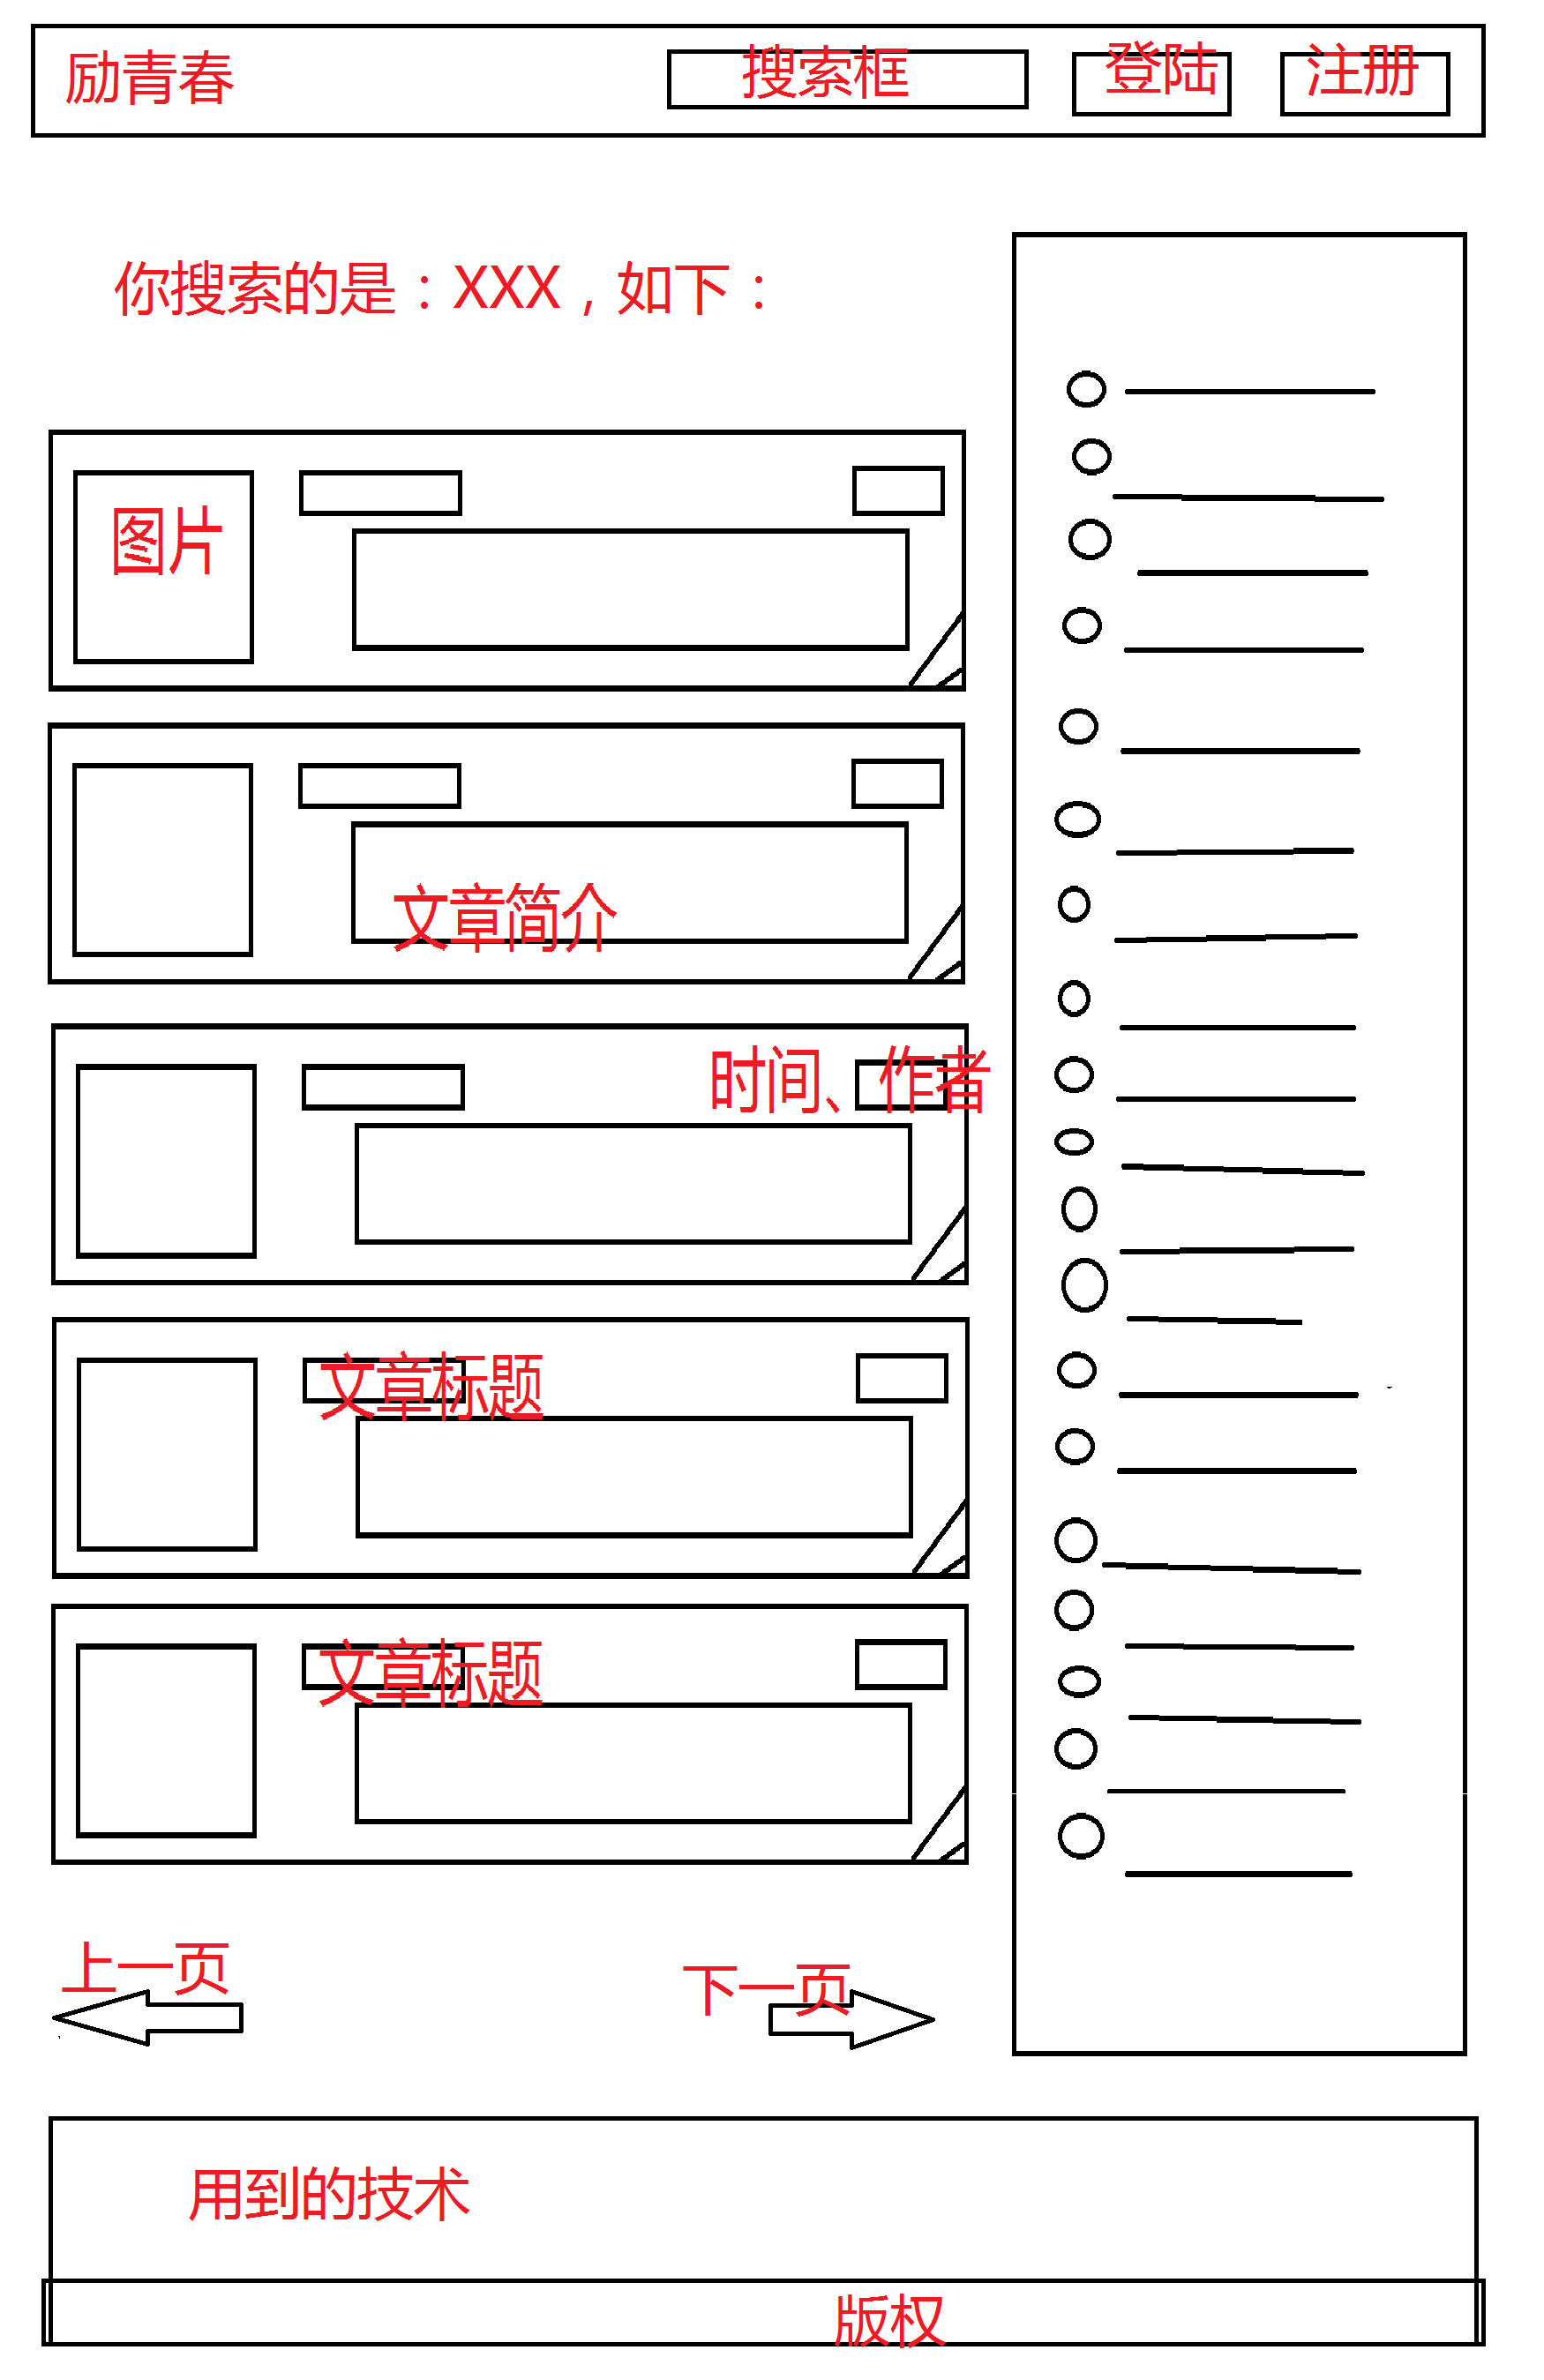 励青春 搜索框 登陆 注册
你搜索的是：XXX，如下：
图片
文章简介
时间、作者
文章标题
文章标题
上一页
下一页
用到的技术
版权